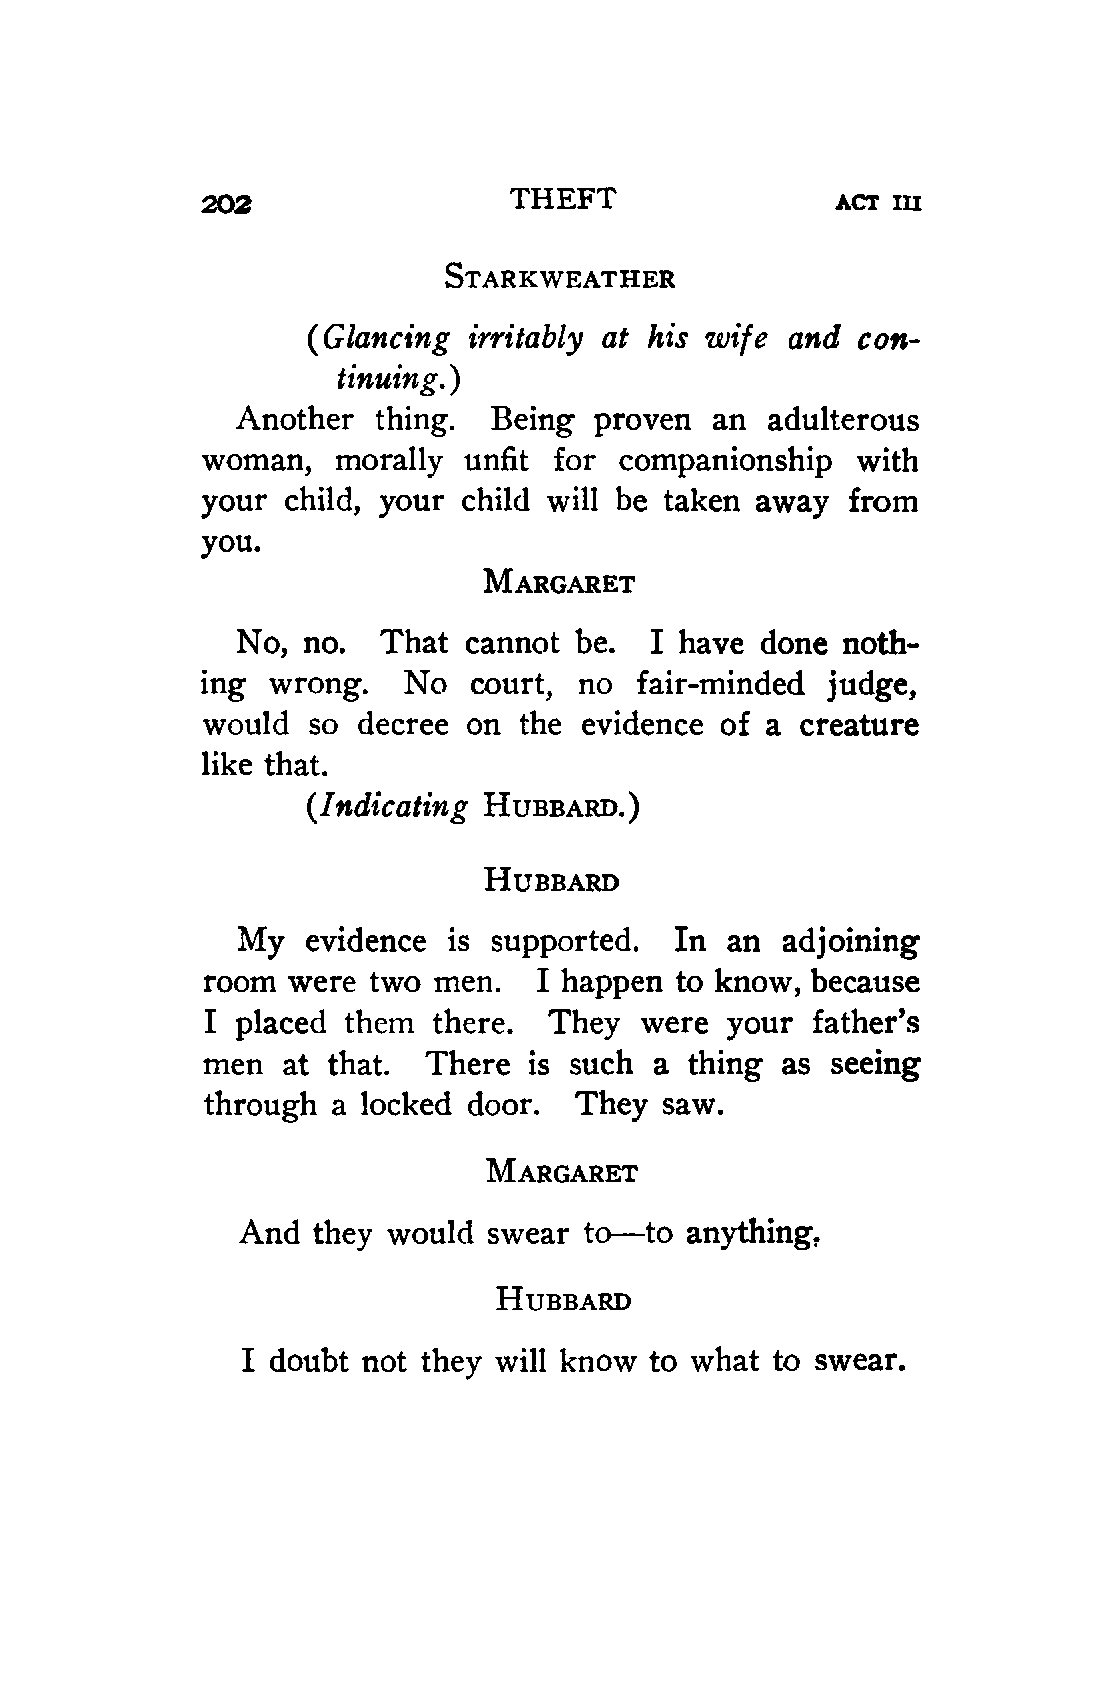 202 THEFT ACT III
STARKWEATHER
(Glancing irritably at his wife and con-
tinuing.)
Another thing. Being proven an adulterous
woman, morally unfit for companionship with
your child, your child will be taken away from
you.
MARGARET
No, no. That cannot be. I have done noth-
ing wrong. No court, no fair-minded judge,
would so decree on the evidence of a creature
like that.
(Indicating HUBBARD.)
HUBBARD
My evidence is supported. In an adjoining
room were two men. I happen to know, because
I placed them there. They were your father's
men at that. There is such a thing as seeing
through a locked door. They saw.
MARGARET
And they would swear to—to anything.
HUBBARD
I doubt not they will know to what to swear.